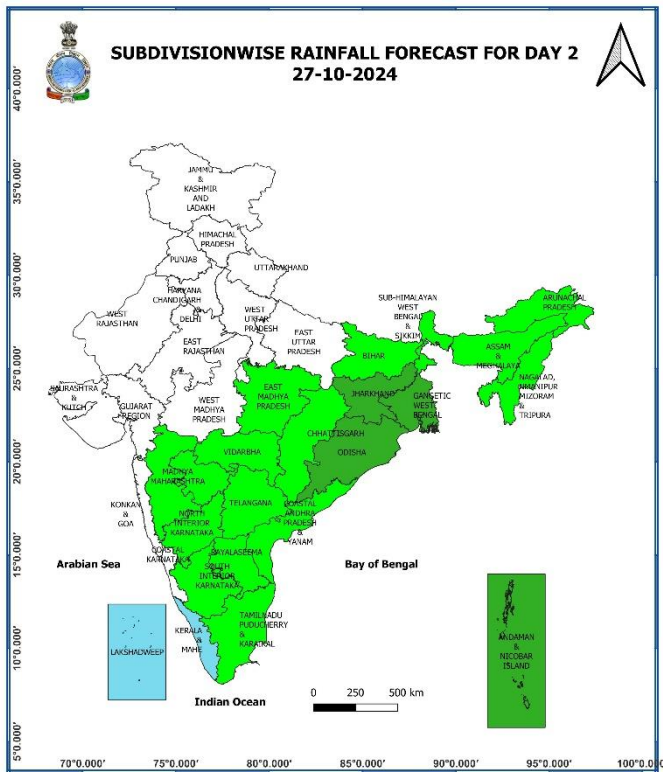 SUBDIVISIONWISE RAINFALL FORECAST FOR DAY 2
27-10-2024
40°0.000'
35°0.000'
30°0.000'
25°0.000'
20°0.000'
15°0.000'
10°0.000'
5°0.000'
JAMMU
&
KASHMIR
AND
LADAKH
HIMACHAL
PRADESH
PUNJAB
UTTARAKHAND
HARYANA
CHANDIGARH
&
DELHI
WEST
RAJASTHAN
WEST
UTTAR
PRADESH
EAST
UTTAR
PRADESH
EAST
RAJASTHAN
SUB-HIMALAYAN
WEST
BENGAL
&
SIKKIM
ARUNACHAL
PRADESH
ASSAM
&
MEGHALAYA
NAGALAND,
MANIPUR
MIZORAM
&
TRIPURA
BIHAR
SAURASHTRA
&
KUTCH
GUJARAT
REGION
WEST
MADHYA
PRADESH
EAST
MADHYA
PRADESH
JHARKHAND
GANGETIC
WEST
BENGAL
CHHATTISGARH
ODISHA
VIDARBHA
MADHYA
MAHARASHTRA
KONKAN
&
GOA
TELANGANA
COASTAL
ANDHRA
PRADESH
&
YANAM
NORTH
INTERIOR
KARNATAKA
COASTAL
KARNATAKA
RAYALASEEMA
SOUTH
INTERIOR
KARNATAKA
Arabian Sea
Bay of Bengal
TAMILNADU
PUDUCHERRY
&
KARAIKAL
KERALA
&
MAHE
LAKSHADWEEP
ANDAMAN
&
NICOBAR
ISLAND
Indian Ocean
0 250 500 km
70°0.000' 75°0.000' 80°0.000' 85°0.000' 90°0.000' 95°0.000' 100°0.000'